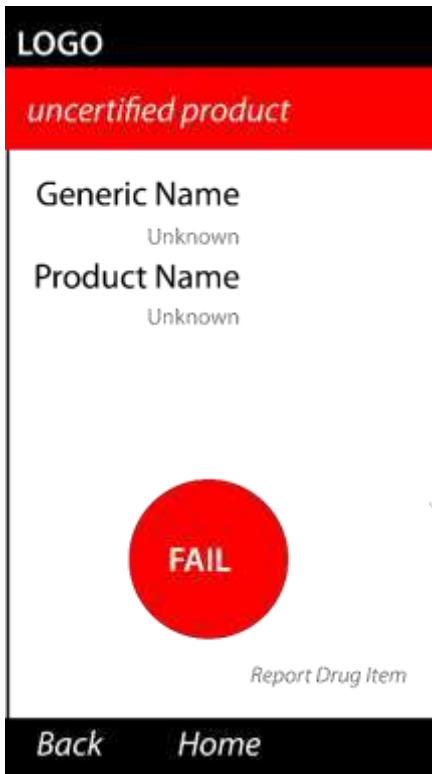 LOGO
uncertified product
Generic Name
Unknown
Product Name
Unknown
FAIL
Report Drug Item
Back Home